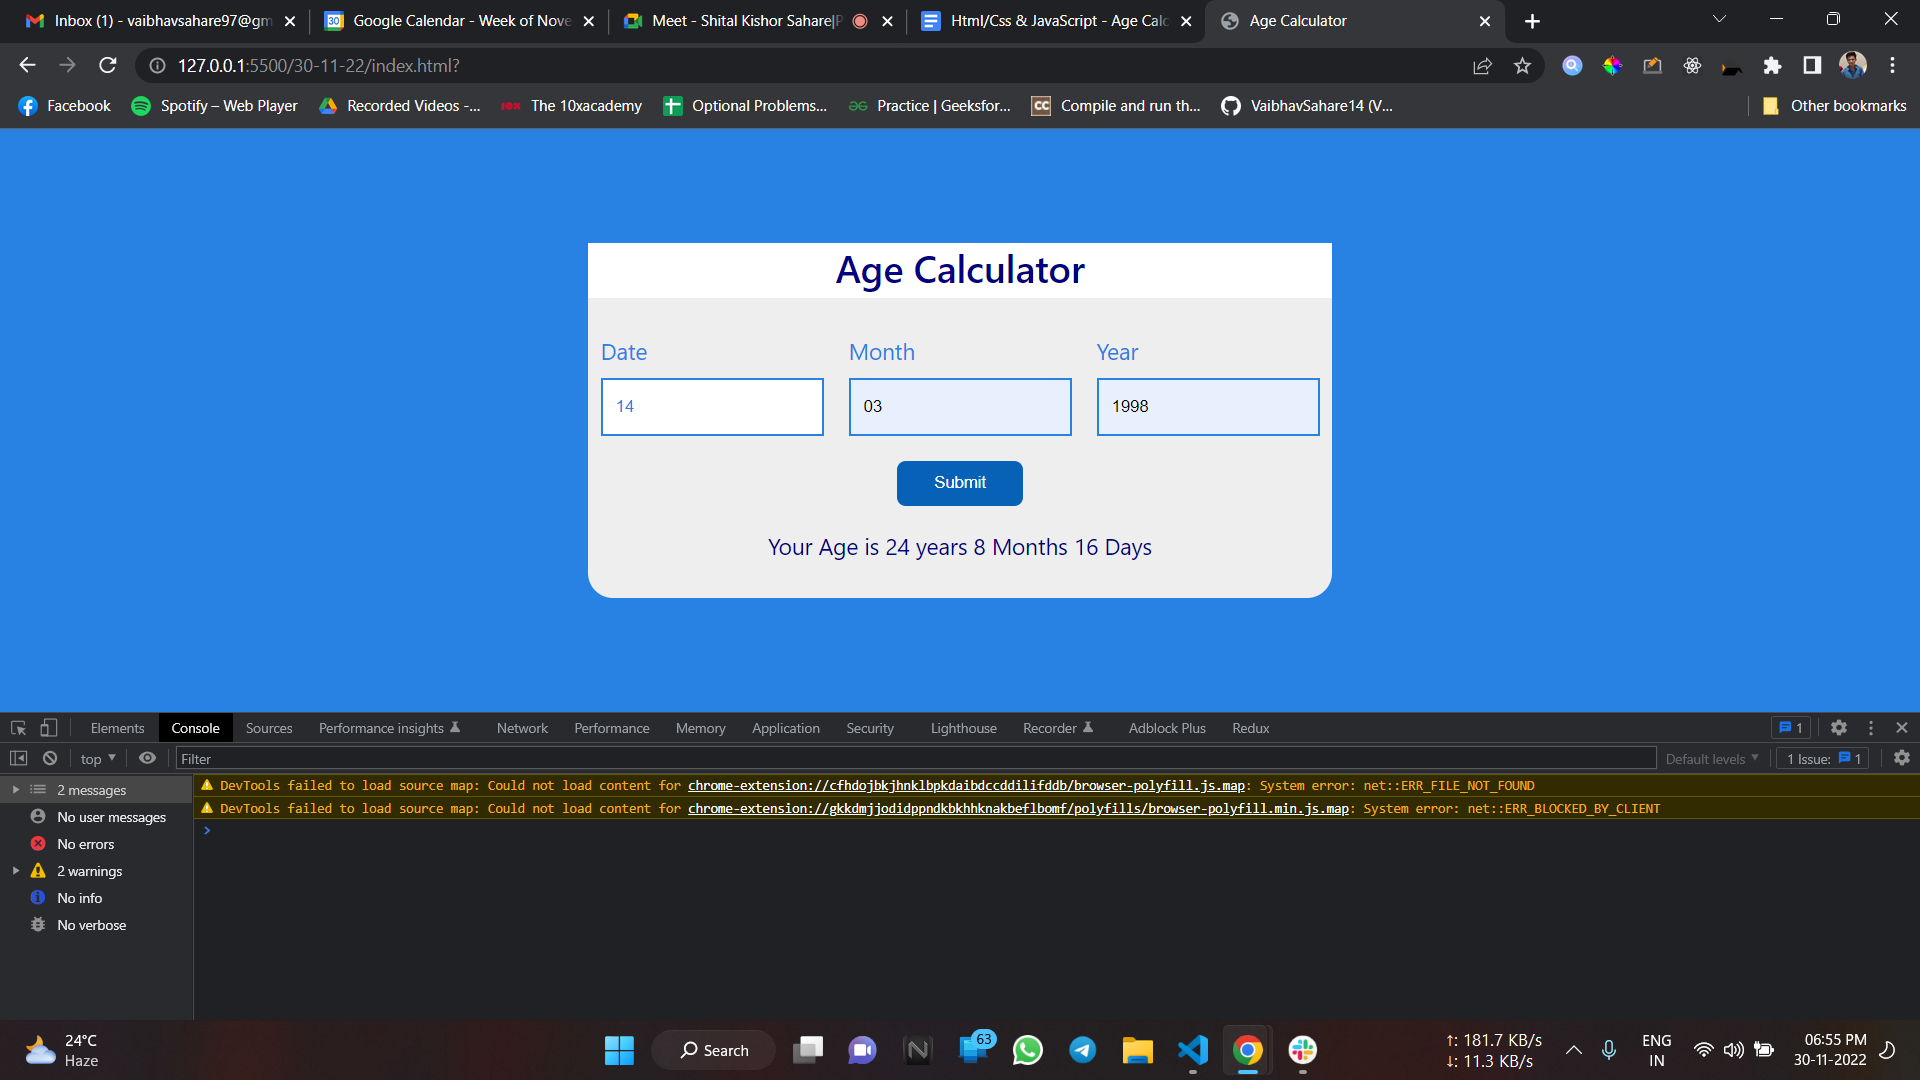 Inbox (1) - vaibhavsahare97@gm
Google Calendar - Week of Nove
Meet - Shital Kishor Sahare|P
Html/Css & JavaScript - Age Calc
Age Calculator
127.0.0.1:5500/30-11-22/index.html?
Facebook
Spotify – Web Player
Recorded Videos -...
The 10xacademy
Optional Problems...
Practice | Geeksfor...
CC
Compile and run th...
VaibhavSahare14 (V...
Other bookmarks
Age Calculator
Date
Month
Year
14
03
1998
Submit
Your Age is 24 years 8 Months 16 Days
Elements
Console
Sources
Performance insights
Network
Performance
Memory
Application
Security
Lighthouse
Recorder
Adblock Plus
Redux
1
top
Filter
Default levels
1 Issue: 1
2 messages
No user messages
No errors
2 warnings
No info
No verbose
DevTools failed to load source map: Could not load content for chrome-extension://cfhdojbkjhnklbpkdaibdccddilifddb/browser-polyfill.js.map: System error: net::ERR_FILE_NOT_FOUND
DevTools failed to load source map: Could not load content for chrome-extension://gkkdmjjodidppndkbkhhknakbeflbomf/polyfills/browser-polyfill.min.js.map: System error: net::ERR_BLOCKED_BY_CLIENT
24°C
Haze
Search
63
↑: 181.7 KB/s
↓: 11.3 KB/s
ENG
IN
06:55 PM
30-11-2022